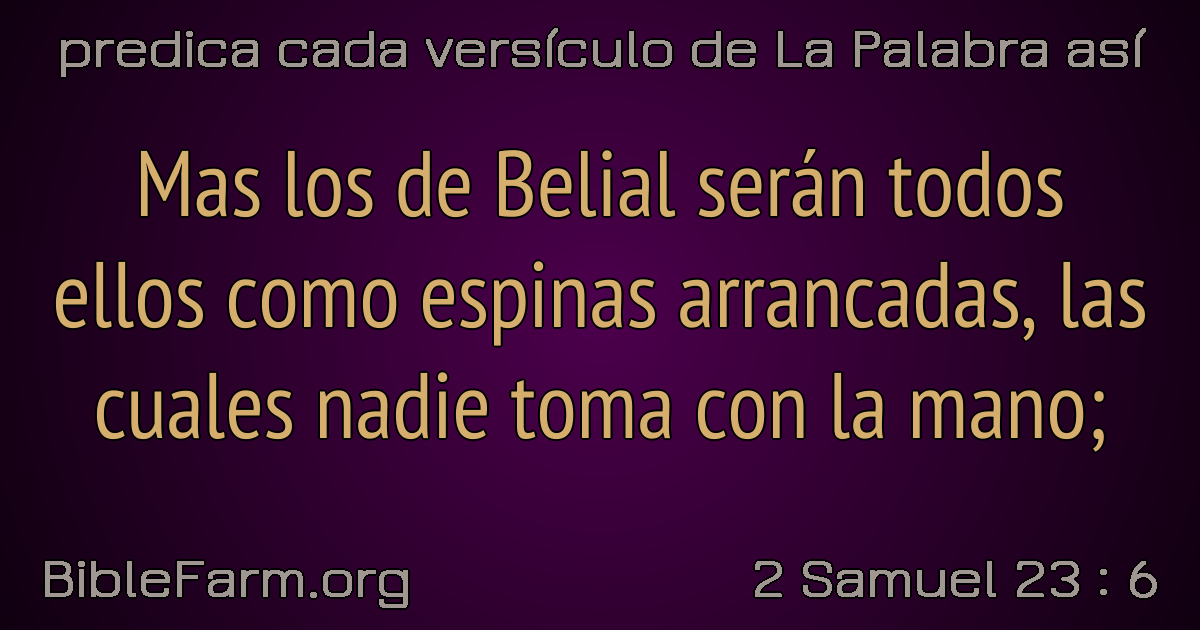 predica cada versículo de La Palabra así
Mas los de Belial serán todos
ellos como espinas arrancadas, las
cuales nadie toma con la mano;
BibleFarm.org
2 Samuel 23 : 6